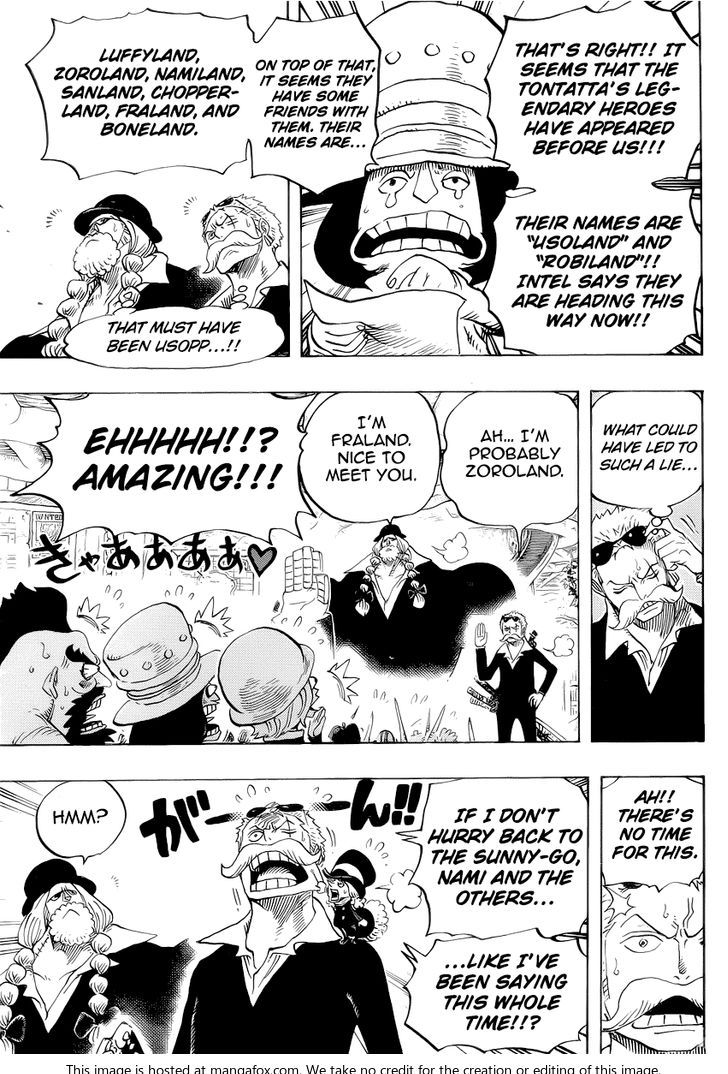 THAT'S RIGHT!! IT
SEEMS THAT THE
TONTATTA'S LEG-
ENDARY HEROES
HAVE APPEARED
BEFORE US!!!
THEIR NAMES ARE
"USOLAND" AND
"ROBILAND"!!
INTEL SAYS THEY
ARE HEADING THIS
WAY NOW!!
ON TOP OF THAT,
IT SEEMS THEY
HAVE SOME
FRIENDS WITH
THEM. THEIR
NAMES ARE...
LUFFYLAND,
ZOROLAND, NAMILAND,
SANLAND, CHOPPER-
LAND, FRALAND, AND
BONELAND.
THAT MUST HAVE
BEEN USOPP...!!
WHAT COULD
HAVE LED TO
SUCH A LIE...
AH... I'M
PROBABLY
ZOROLAND.
I'M
FRALAND.
NICE TO
MEET YOU.
EHHHHH!!?
AMAZING!!!
きゃあああぁ♡
WANTED
AH!!
THERE'S
NO TIME
FOR THIS.
IF I DON'T
HURRY BACK TO
THE SUNNY-GO,
NAMI AND THE
OTHERS...
...LIKE I'VE
BEEN SAYING
THIS WHOLE
TIME!!?
がーーん!!
HMM?
This image is hosted at mangafox.com. We take no credit for the creation or editing of this image.